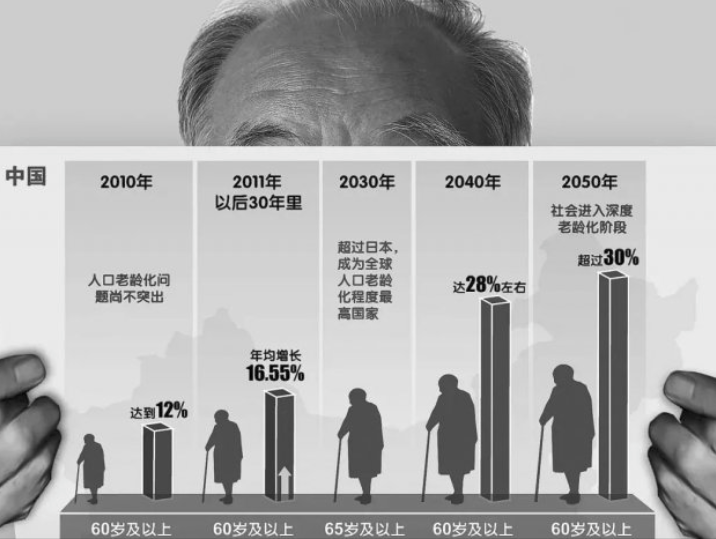 中国
2010年
人口老龄化问
题尚不突出
达到12%
60岁及以上
2011年
以后30年里
年均增长
16.55%
60岁及以上
2030年
超过日本,
成为全球
人口老龄
化程度最
高国家
65岁及以上
2040年
达28%左右
60岁及以上
2050年
社会进入深度
老龄化阶段
超过30%
60岁及以上